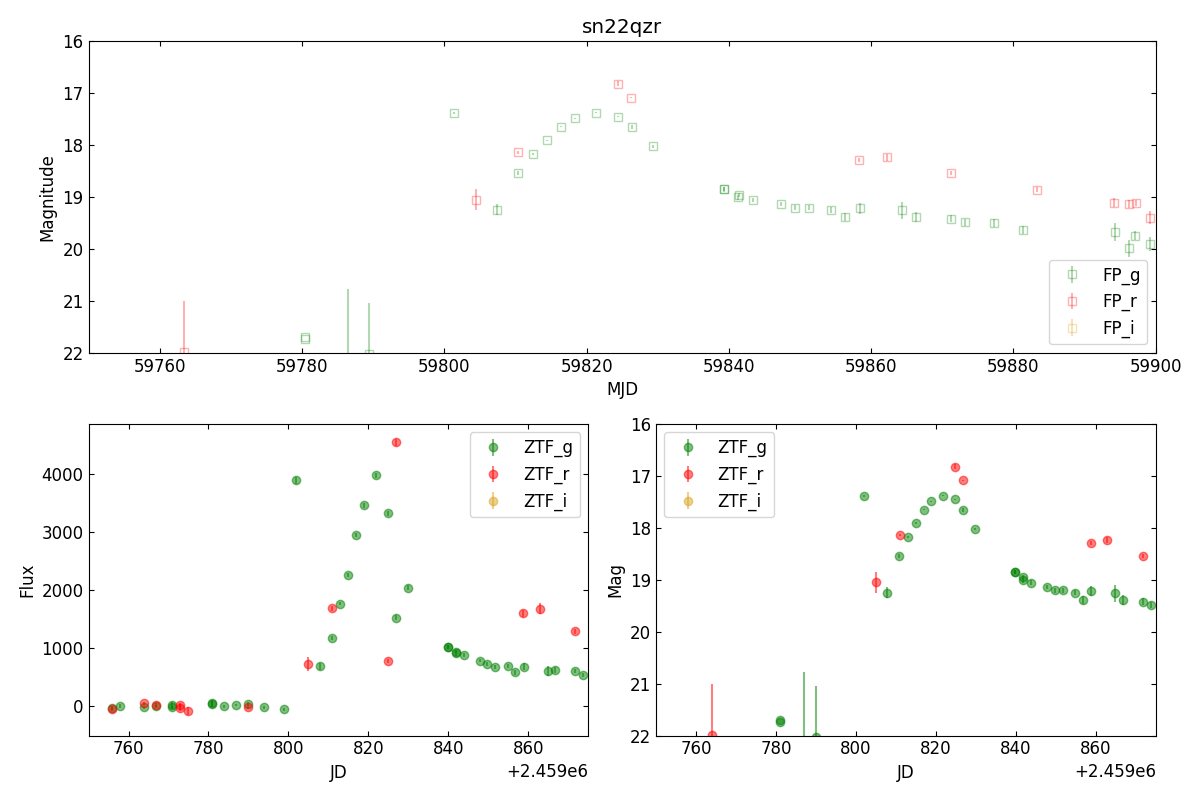 sn22qzr
16
17
18
19
20
21
22
Magnitude
59760
59780
59800
59820
59840
59860
59880
59900
MJD
FP_g
FP_r
FP_i
4000
3000
2000
1000
0
Flux
760
780
800
820
840
860
JD
+2.459e6
ZTF_g
ZTF_r
ZTF_i
16
17
18
19
20
21
22
Mag
760
780
800
820
840
860
JD
+2.459e6
ZTF_g
ZTF_r
ZTF_i